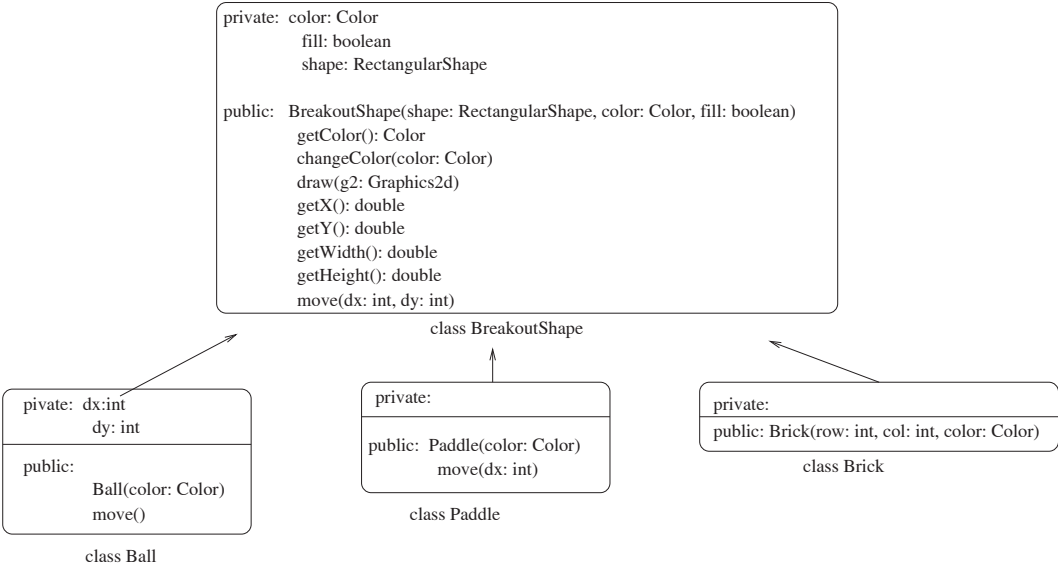 private: color: Color
fill: boolean
shape: RectangularShape
public: BreakoutShape(shape: RectangularShape, color: Color, fill: boolean)
getColor(): Color
changeColor(color: Color)
draw(g2: Graphics2d)
getX(): double
getY(): double
getWidth(): double
getHeight(): double
move(dx: int, dy: int)
class BreakoutShape
pivate: dx:int
dy: int
public:
Ball(color: Color)
move()
class Ball
private:
public: Paddle(color: Color)
move(dx: int)
class Paddle
private:
public: Brick(row: int, col: int, color: Color)
class Brick